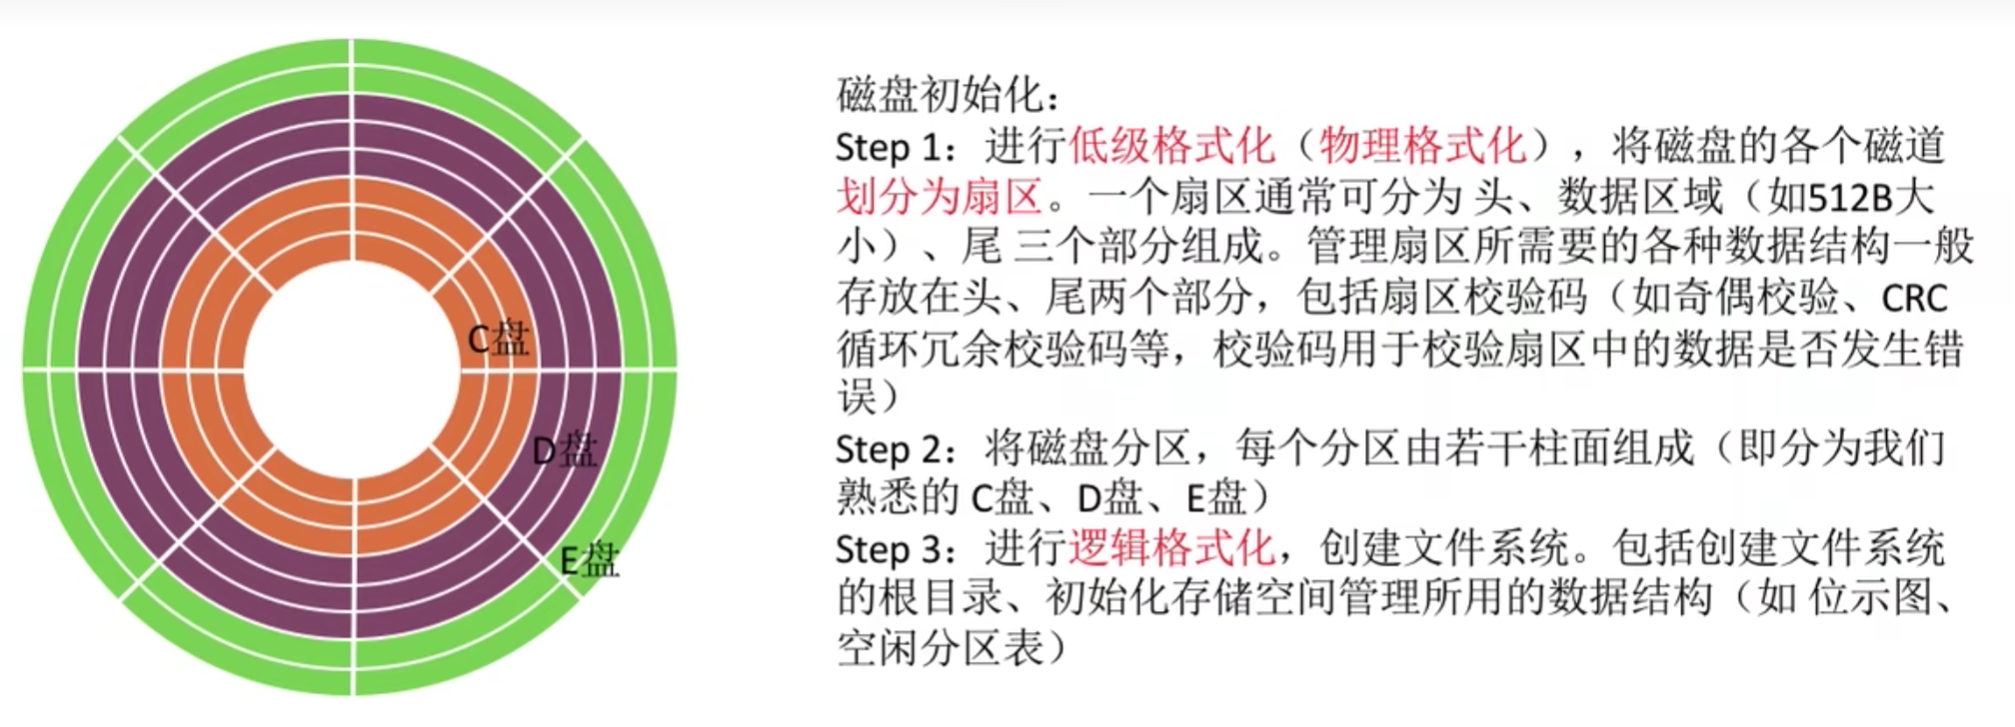 C盘
D盘
E盘
磁盘初始化：
Step 1：进行低级格式化（物理格式化），将磁盘的各个磁道
划分为扇区。一个扇区通常可分为 头、数据区域（如512B大
小）、尾 三个部分组成。管理扇区所需要的各种数据结构一般
存放在头、尾两个部分，包括扇区校验码（如奇偶校验、CRC
循环冗余校验码等，校验码用于校验扇区中的数据是否发生错
误）
Step 2：将磁盘分区，每个分区由若干柱面组成（即分为我们
熟悉的 C盘、D盘、E盘）
Step 3：进行逻辑格式化，创建文件系统。包括创建文件系统
的根目录、初始化存储空间管理所用的数据结构（如 位示图、
空闲分区表）